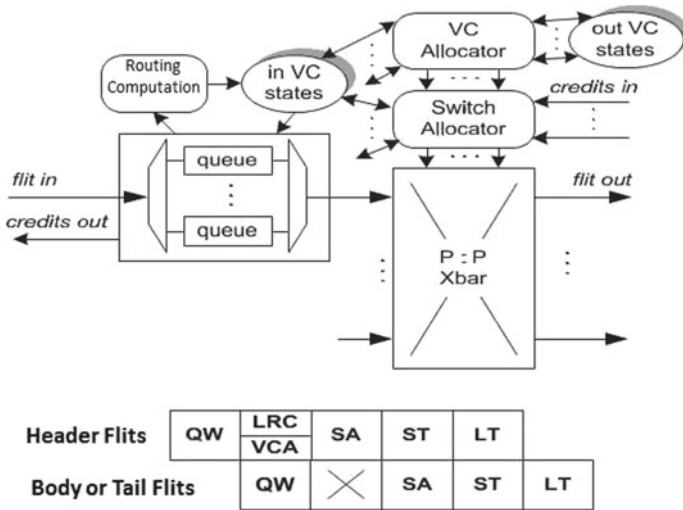 VC
Allocator
out VC
states
Routing
Computation
in VC
states
credits in
Switch
Allocator
queue
flit in
flit out
credits out
queue
P : P
Xbar
Header Flits
QW
LRC
VCA
SA
ST
LT
Body or Tail Flits
QW
SA
ST
LT